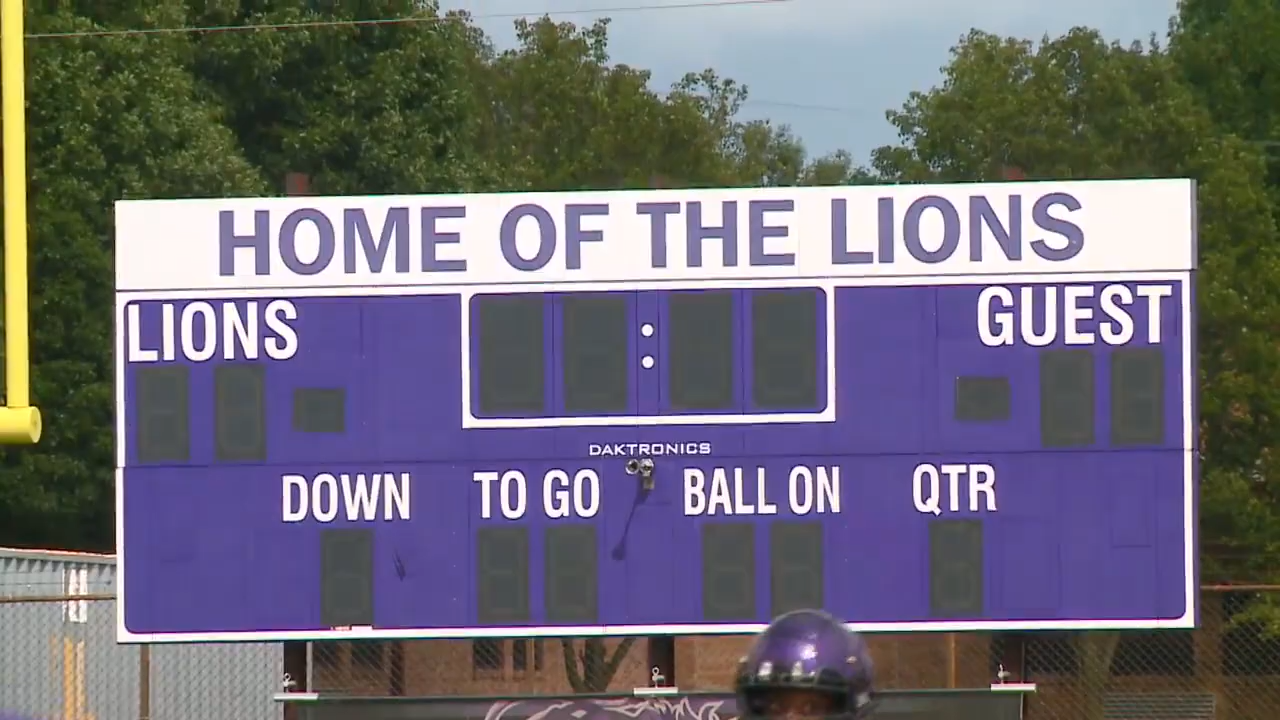 HOME OF THE LIONS
LIONS GUEST
DAKTRONICS
DOWN TO GO BALL ON QTR